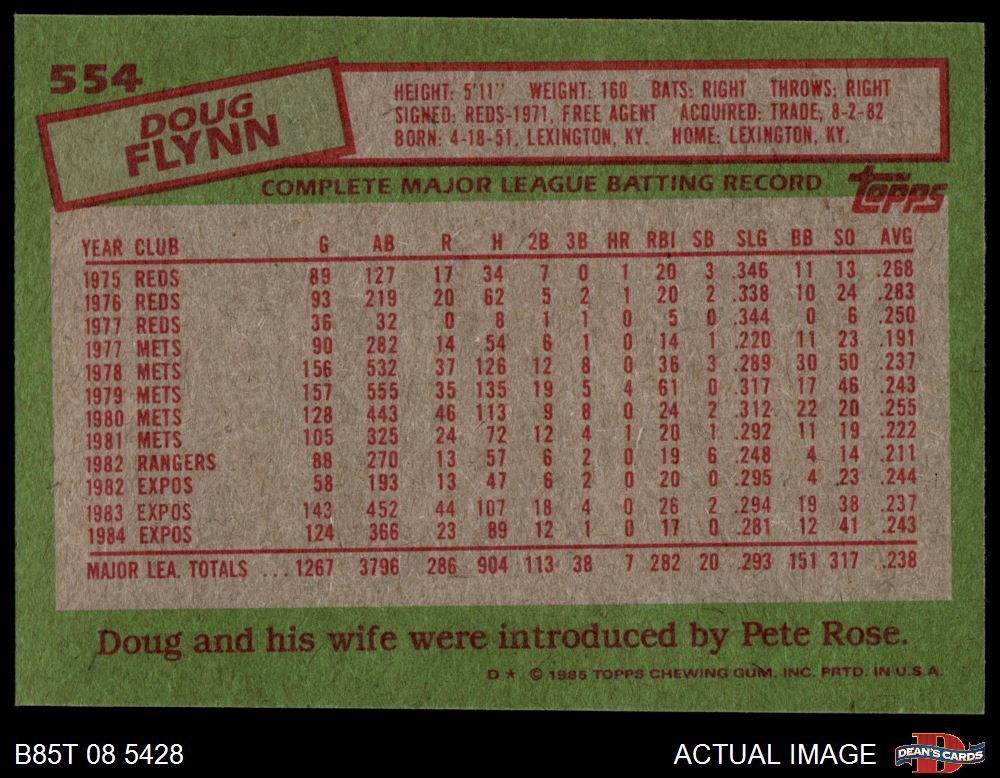 554
DOUG
FLYNN
HEIGHT: 5'11" WEIGHT: 160 BATS: RIGHT THROWS: RIGHT
SIGNED: REDS-1971, FREE AGENT ACQUIRED: TRADE, 8-2-82
BORN: 4-18-51, LEXINGTON, KY. HOME: LEXINGTON, KY.
COMPLETE MAJOR LEAGUE BATTING RECORD
topps
YEAR CLUB G AB R H 2B 3B HR RBI SB SLG BB SO AVG
1975 REDS 89 127 17 34 7 0 1 20 3 .346 11 13 .268
1976 REDS 93 219 20 62 5 2 1 20 2 .338 10 24 .283
1977 REDS 36 32 0 8 1 1 0 5 0 .344 0 6 .250
1977 METS 90 282 14 54 6 1 0 14 1 .220 11 23 .191
1978 METS 156 532 37 126 12 8 0 36 3 .289 30 50 .237
1979 METS 157 555 35 135 19 5 4 61 0 .317 17 46 .243
1980 METS 128 443 46 113 9 8 0 24 2 .312 22 20 .255
1981 METS 105 325 24 72 12 4 1 20 1 .292 11 19 .222
1982 RANGERS 88 270 13 57 6 2 0 19 6 .248 4 14 .211
1982 EXPOS 58 193 13 47 6 2 0 20 0 .295 4 23 .244
1983 EXPOS 143 452 44 107 18 4 0 26 2 .294 19 38 .237
1984 EXPOS 124 366 23 89 12 1 0 17 0 .281 12 41 .243
MAJOR LEA. TOTALS ... 1267 3796 286 904 113 38 7 282 20 .293 151 317 .238
Doug and his wife were introduced by Pete Rose.
D ★ © 1985 TOPPS CHEWING GUM, INC. PRTD. IN U.S.A.
B85T 08 5428
ACTUAL IMAGE
D
DEAN'S CARDS